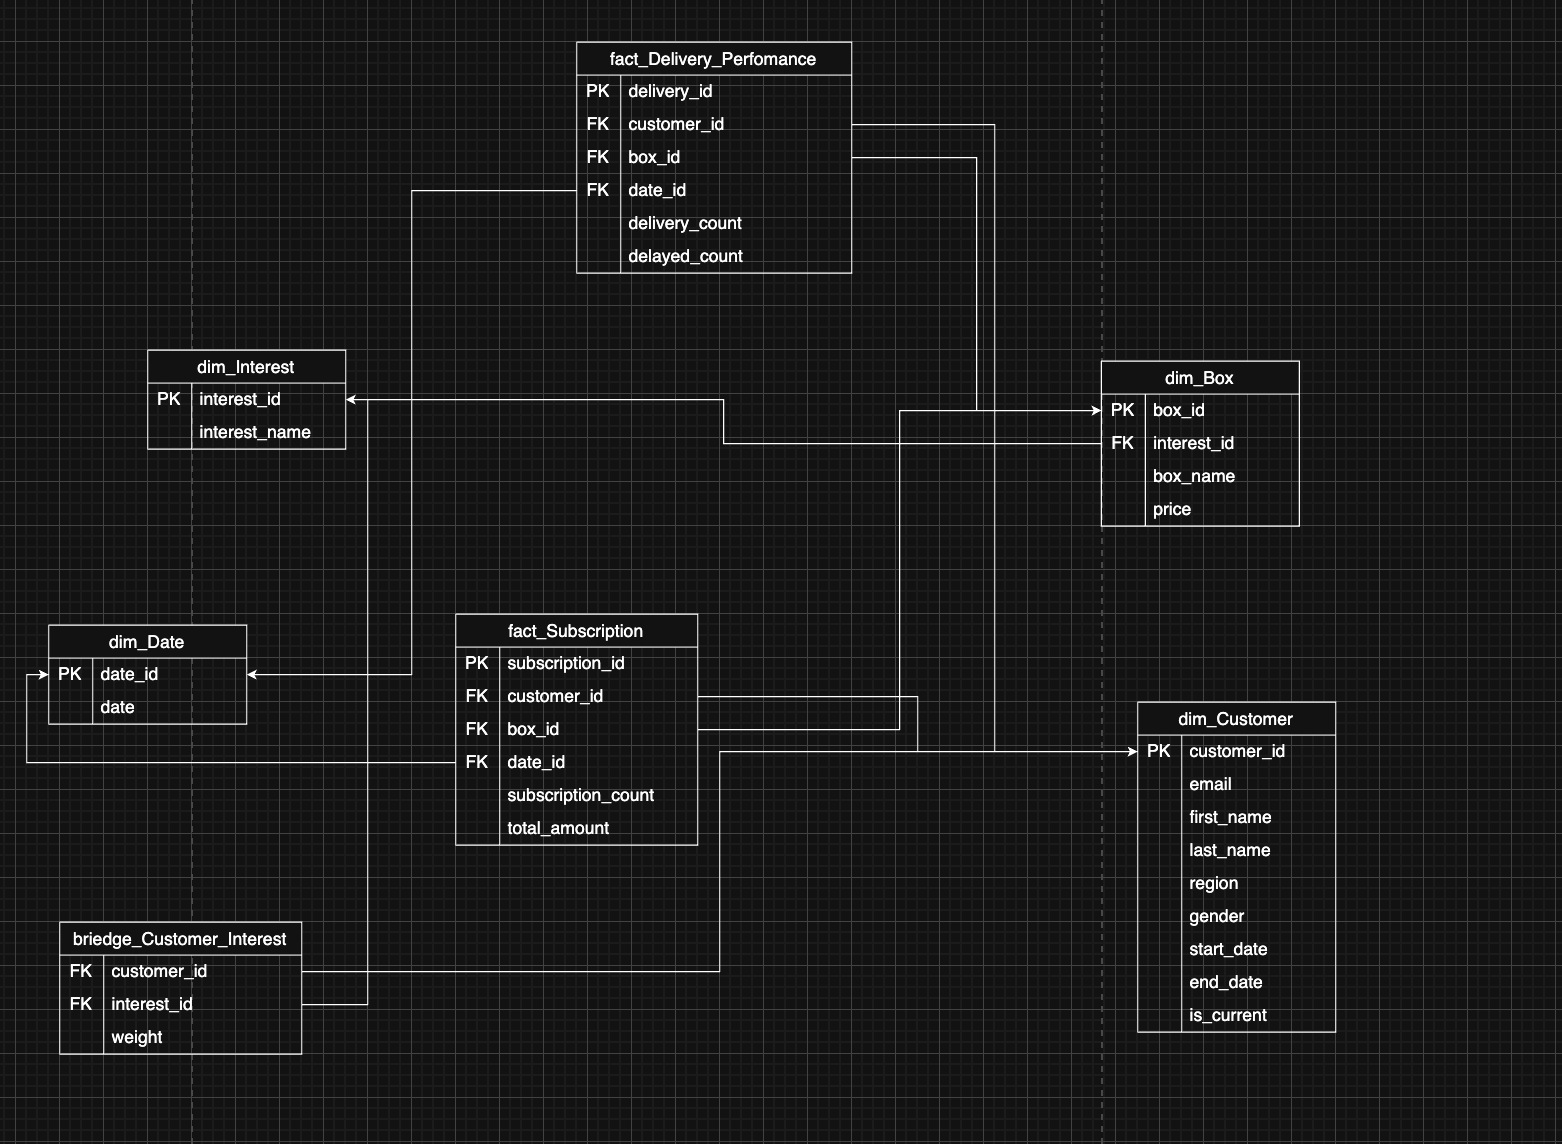 fact_Delivery_Perfomance
PK delivery_id
FK customer_id
FK box_id
FK date_id
delivery_count
delayed_count
dim_Interest
PK interest_id
interest_name
dim_Box
PK box_id
FK interest_id
box_name
price
dim_Date
PK date_id
date
fact_Subscription
PK subscription_id
FK customer_id
FK box_id
FK date_id
subscription_count
total_amount
dim_Customer
PK customer_id
email
first_name
last_name
region
gender
start_date
end_date
is_current
briedge_Customer_Interest
FK customer_id
FK interest_id
weight